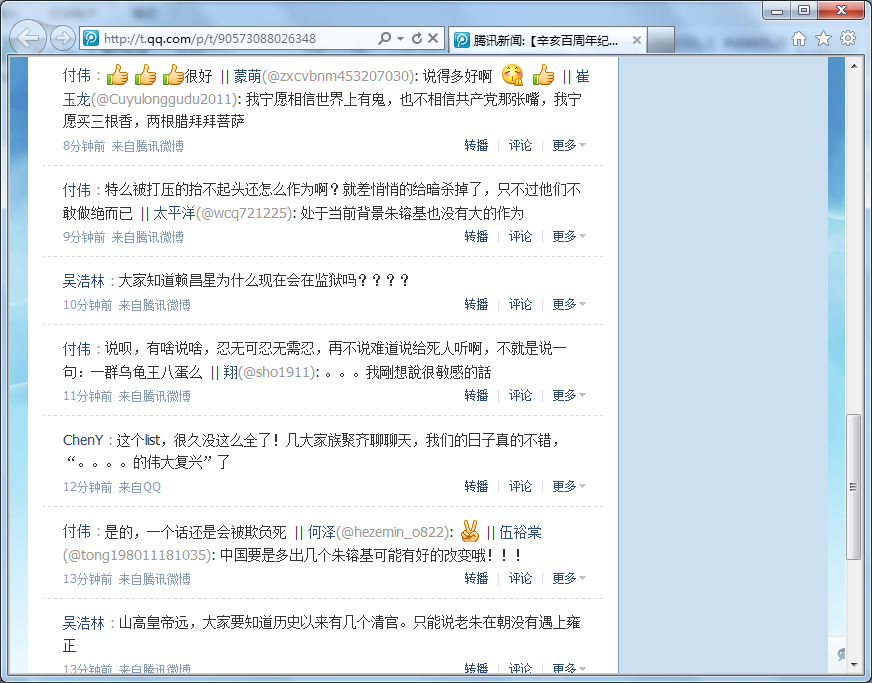 http://t.qq.com/p/t/90573088026348
腾讯新闻:【辛亥百周年纪...
付伟：很好 || 蒙萌(@zxcvbnm453207030): 说得多好啊 || 崔
玉龙(@Cuyulonggudu2011): 我宁愿相信世界上有鬼，也不相信共产党那张嘴，我宁
愿买三根香，两根腊拜拜菩萨
8分钟前 来自腾讯微博 转播 | 评论 | 更多
付伟：特么被打压的抬不起头还怎么作为啊？就差悄悄的给暗杀掉了，只不过他们不
敢做绝而已 || 太平洋(@wcq721225): 处于当前背景朱镕基也没有大的作为
9分钟前 来自腾讯微博 转播 | 评论 | 更多
吴浩林：大家知道赖昌星为什么现在会在监狱吗？？？？
10分钟前 来自腾讯微博 转播 | 评论 | 更多
付伟：说呗，有啥说啥，忍无可忍无需忍，再不说难道说给死人听啊，不就是说一
句：一群乌龟王八蛋么 || 翔(@sho1911): 。。。我剛想說很敏感的話
11分钟前 来自腾讯微博 转播 | 评论 | 更多
ChenY：这个list，很久没这么全了！几大家族聚齐聊聊天，我们的日子真的不错，
“。。。。的伟大复兴”了
12分钟前 来自QQ 转播 | 评论 | 更多
付伟：是的，一个话还是会被欺负死 || 何泽(@hezemin_o822): || 伍裕棠
(@tong198011181035): 中国要是多出几个朱镕基可能有好的改变哦！！！
13分钟前 来自腾讯微博 转播 | 评论 | 更多
吴浩林：山高皇帝远，大家要知道历史以来有几个清官。只能说老朱在朝没有遇上雍
正
13分钟前 来自腾讯微博 转播 | 评论 | 更多